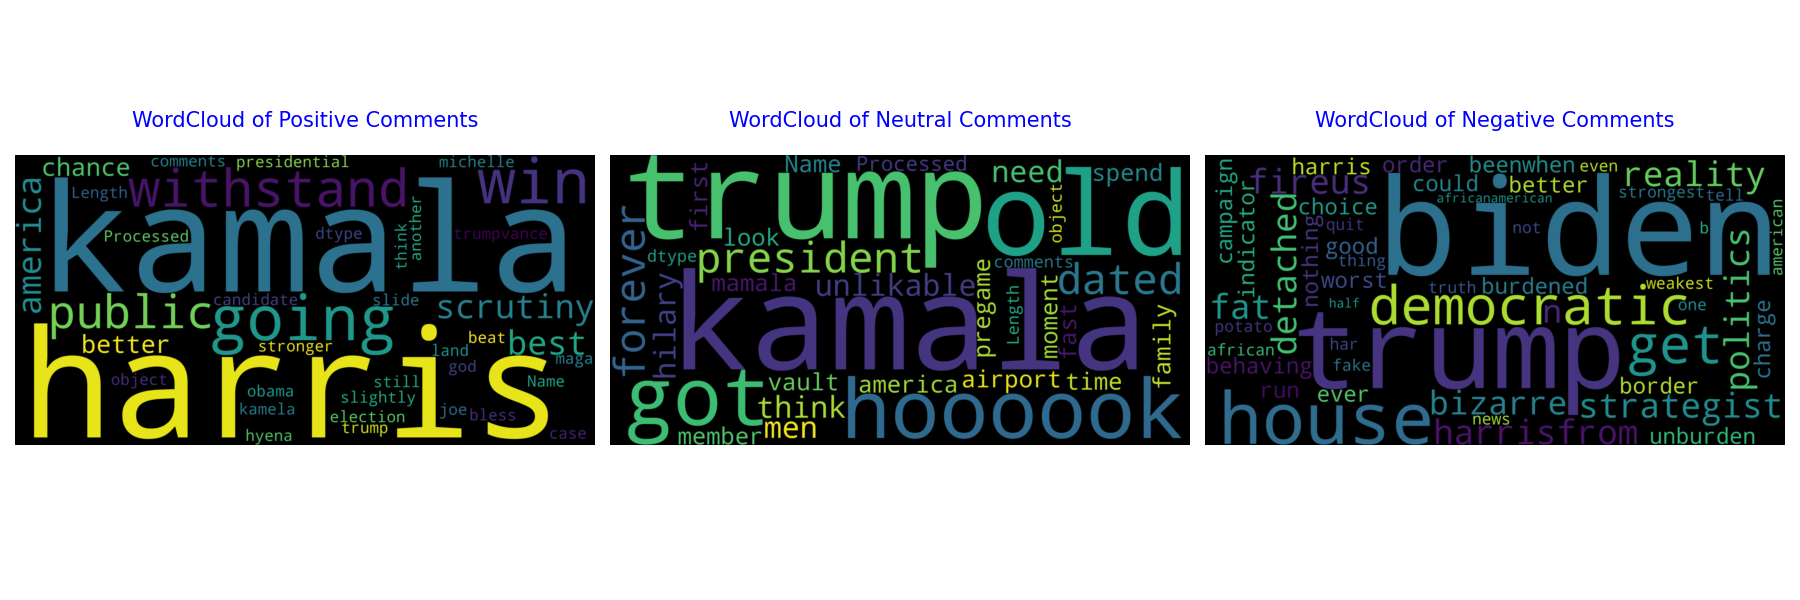 WordCloud of Positive Comments
chance
comments
presidential
michelle
win
withstand
Length
america
kamala
Processed
dtype
think
another
trumpvance
public
candidate
going
slide
scrutiny
harris
better
stronger
beat
best
land
god
maga
object
obama
still
slightly
Name
kamela
election
joe
bless
hyena
trump
case
WordCloud of Neutral Comments
trump
first
Name
Processed
need
spend
old
object
forever
look
dtype
president
comments
kamala
mamala
unlikable
dated
hilary
pregame
Length
moment
fast
family
got
vault
america
airport
time
think
men
member
hoooook
WordCloud of Negative Comments
campaign
harris
order
beenwhen
even
reality
fireus
could
better
strongest
tell
africanamerican
indicator
detached
choice
quit
nothing
good
thing
biden
not
b
american
worst
truth
burdened
weakest
politics
fat
half
democratic
n
one
charge
potato
trump
african
har
get
behaving
fake
run
ever
border
house
bizarre
strategist
news
harrisfrom
unburden